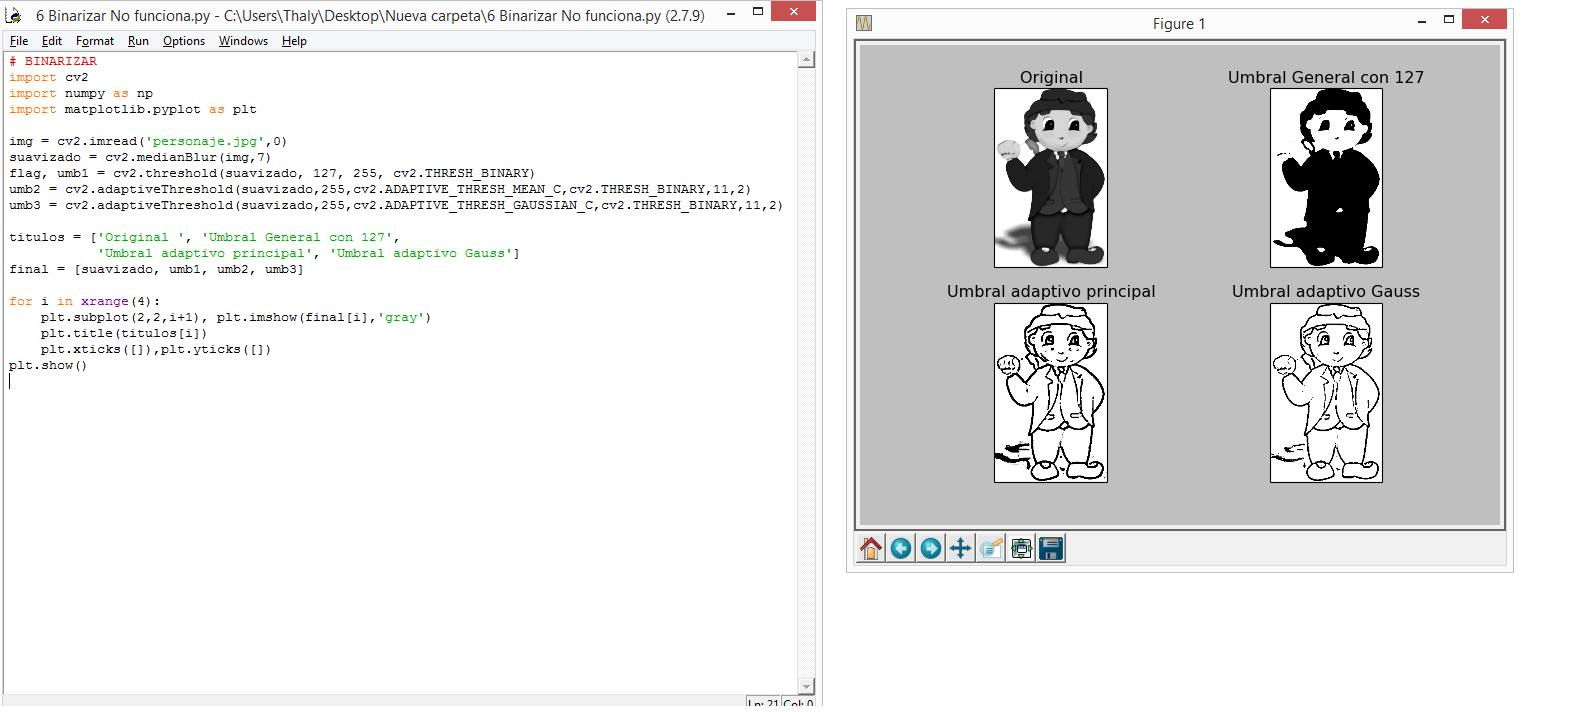 6 Binarizar No funciona.py - C:\Users\Thaly\Desktop\Nueva carpeta\6 Binarizar No funciona.py (2.7.9)
File Edit Format Run Options Windows Help
# BINARIZAR
import cv2
import numpy as np
import matplotlib.pyplot as plt

img = cv2.imread('personaje.jpg',0)
suavizado = cv2.medianBlur(img,7)
flag, umb1 = cv2.threshold(suavizado, 127, 255, cv2.THRESH_BINARY)
umb2 = cv2.adaptiveThreshold(suavizado,255,cv2.ADAPTIVE_THRESH_MEAN_C,cv2.THRESH_BINARY,11,2)
umb3 = cv2.adaptiveThreshold(suavizado,255,cv2.ADAPTIVE_THRESH_GAUSSIAN_C,cv2.THRESH_BINARY,11,2)

titulos = ['Original ', 'Umbral General con 127',
           'Umbral adaptivo principal', 'Umbral adaptivo Gauss']
final = [suavizado, umb1, umb2, umb3]

for i in xrange(4):
    plt.subplot(2,2,i+1), plt.imshow(final[i],'gray')
    plt.title(titulos[i])
    plt.xticks([]),plt.yticks([])
plt.show()
Ln: 21 Col: 0
Figure 1
Original
Umbral General con 127
Umbral adaptivo principal
Umbral adaptivo Gauss